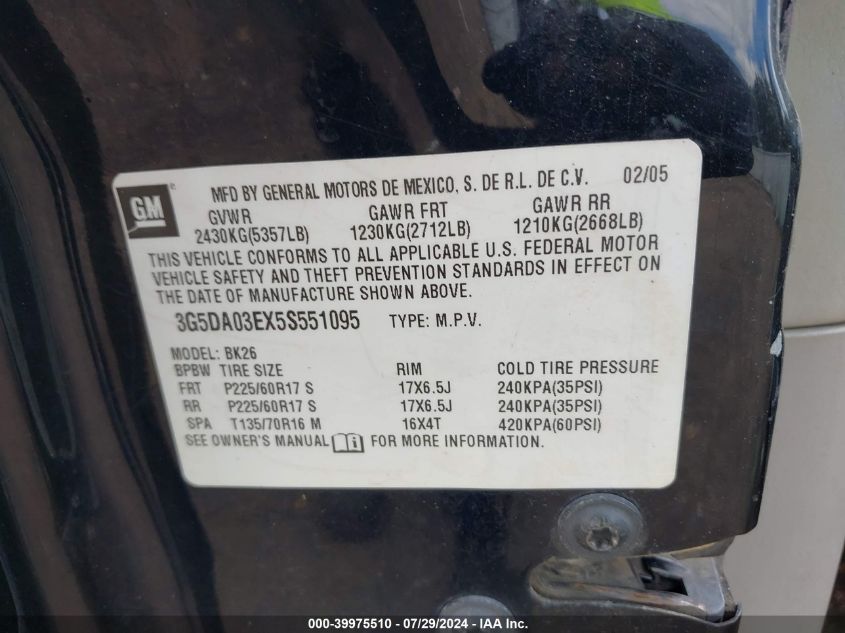 GM ® MFD BY GENERAL MOTORS DE MEXICO, S. DE R.L. DE C.V. 02/05
GVWR GAWR FRT GAWR RR
2430KG(5357LB) 1230KG(2712LB) 1210KG(2668LB)
THIS VEHICLE CONFORMS TO ALL APPLICABLE U.S. FEDERAL MOTOR
VEHICLE SAFETY AND THEFT PREVENTION STANDARDS IN EFFECT ON
THE DATE OF MANUFACTURE SHOWN ABOVE.
3G5DA03EX5S551095 TYPE: M.P.V.
MODEL: BK26
BPBW TIRE SIZE RIM COLD TIRE PRESSURE
FRT P225/60R17 S 17X6.5J 240KPA(35PSI)
RR P225/60R17 S 17X6.5J 240KPA(35PSI)
SPA T135/70R16 M 16X4T 420KPA(60PSI)
SEE OWNER'S MANUAL FOR MORE INFORMATION.
000-39975510 - 07/29/2024 - IAA Inc.